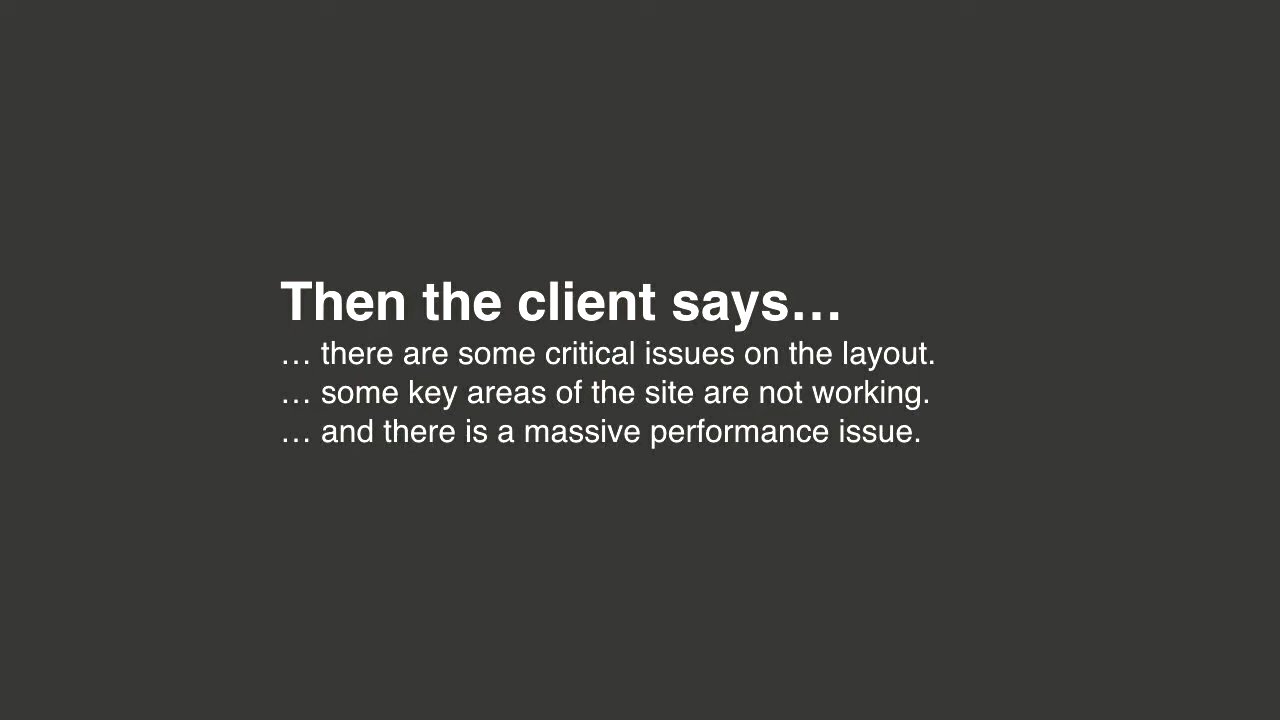 Then the client says…
… there are some critical issues on the layout.
… some key areas of the site are not working.
… and there is a massive performance issue.